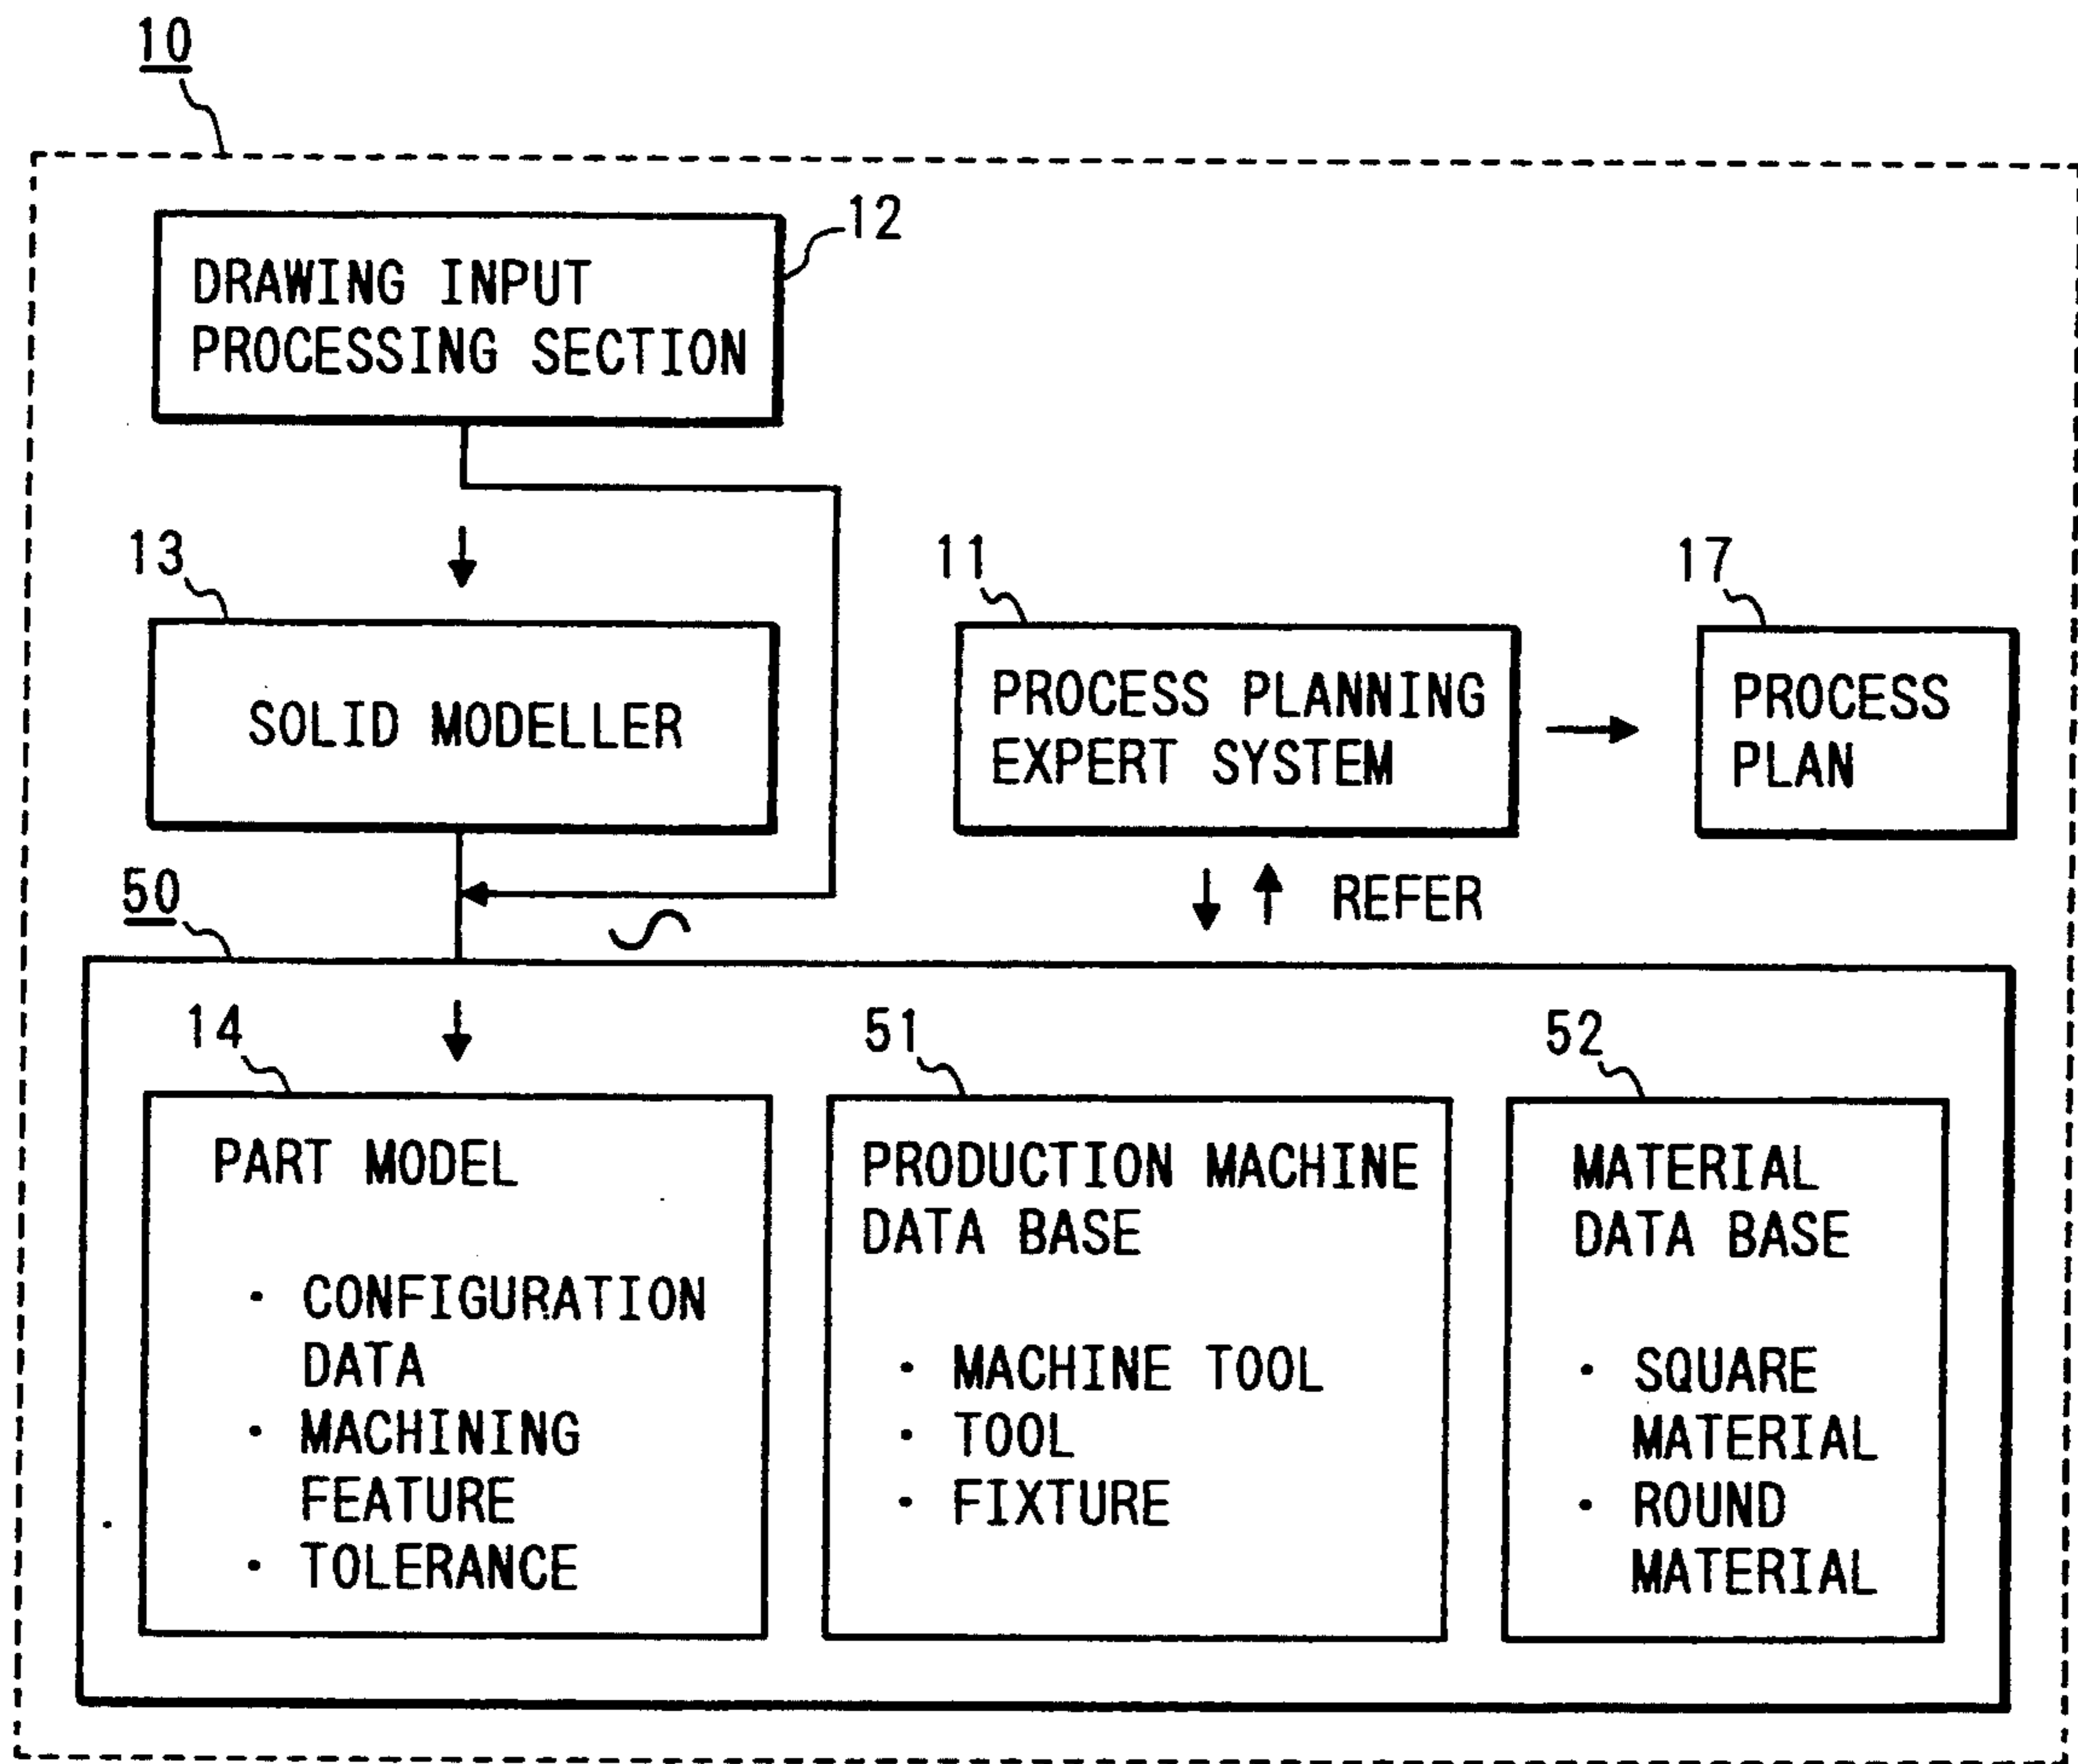 10
12
DRAWING INPUT
PROCESSING SECTION
13
SOLID MODELLER
11
PROCESS PLANNING
EXPERT SYSTEM
17
PROCESS
PLAN
REFER
50
14
PART MODEL
· CONFIGURATION
DATA
· MACHINING
FEATURE
· TOLERANCE
51
PRODUCTION MACHINE
DATA BASE
· MACHINE TOOL
· TOOL
· FIXTURE
52
MATERIAL
DATA BASE
· SQUARE
MATERIAL
· ROUND
MATERIAL